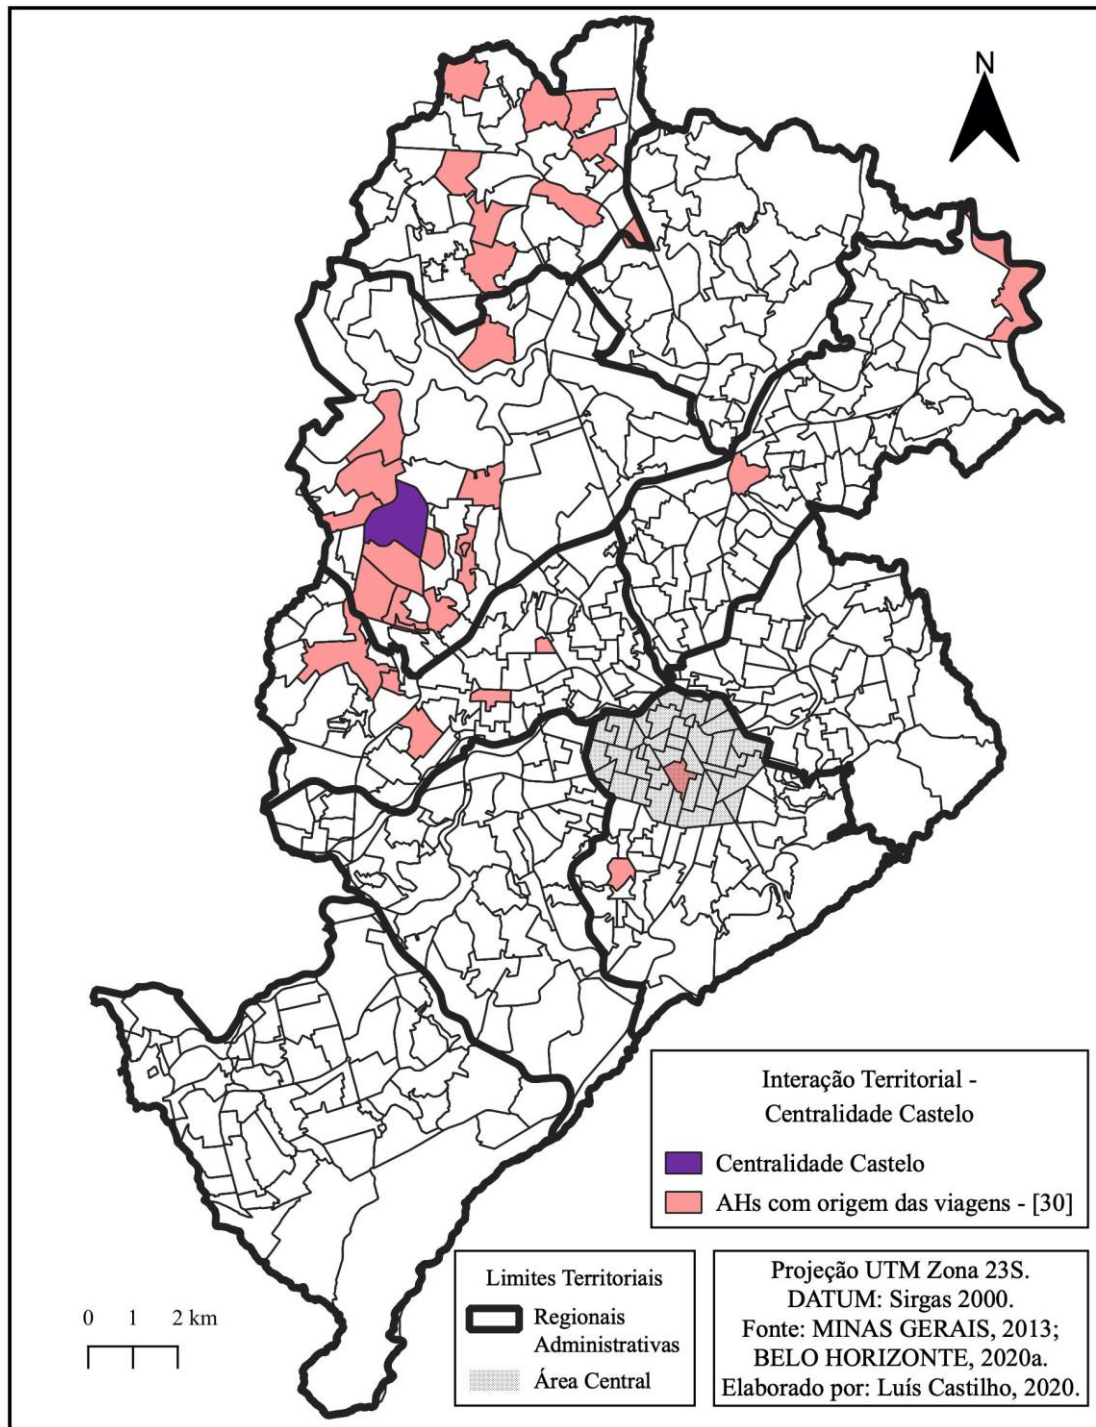 N
Interação Territorial -
Centralidade Castelo
Centralidade Castelo
AHs com origem das viagens - [30]
Limites Territoriais
Regionais
Administrativas
Área Central
Projeção UTM Zona 23S.
DATUM: Sirgas 2000.
Fonte: MINAS GERAIS, 2013;
BELO HORIZONTE, 2020a.
Elaborado por: Luís Castilho, 2020.
0 1 2 km